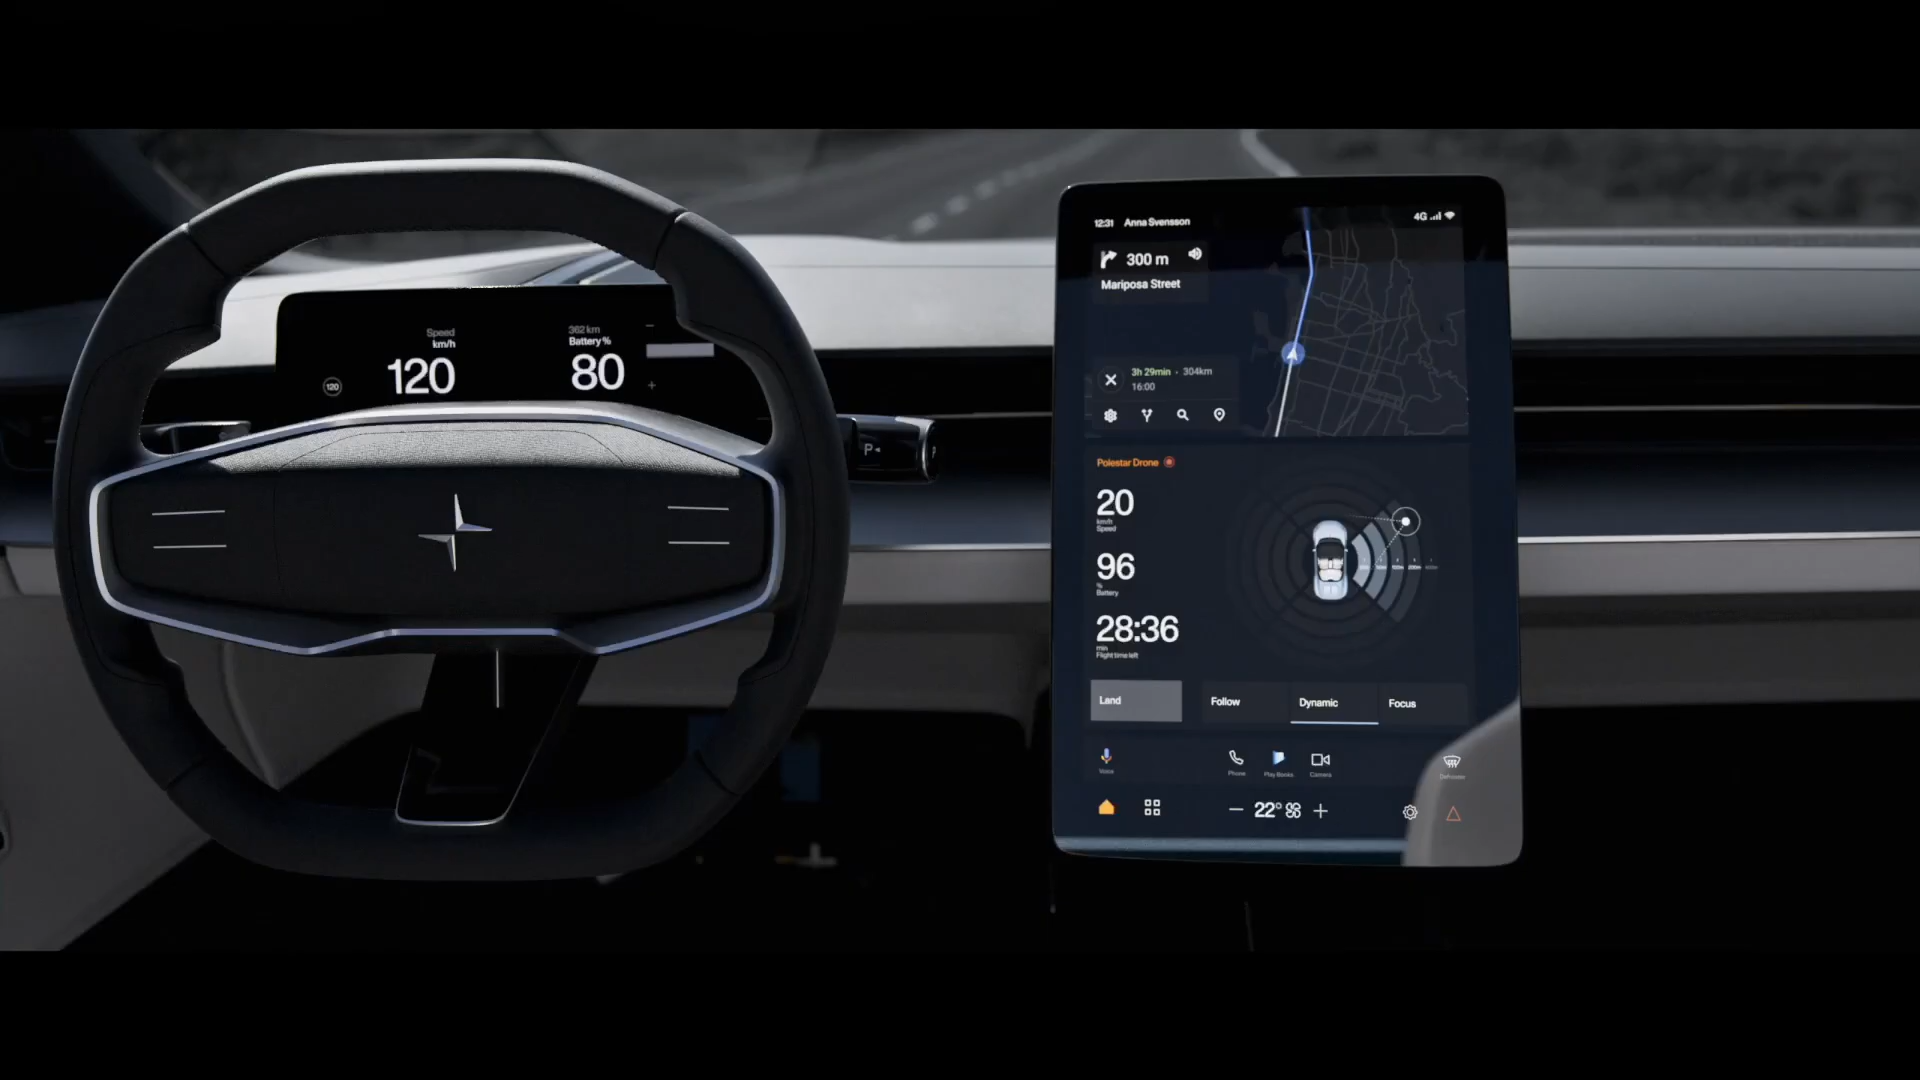 Speed
km/h
120
120
362 km
Battery %
80
P
12:31 Anna Svensson
4G
300 m
Mariposa Street
3h 29min · 304km
16:00
Polestar Drone
20
km/h
Speed
96
%
Battery
28:36
min
Flight time left
Land
Follow
Dynamic
Focus
Voice
Phone
Play Books
Camera
Defroster
22°